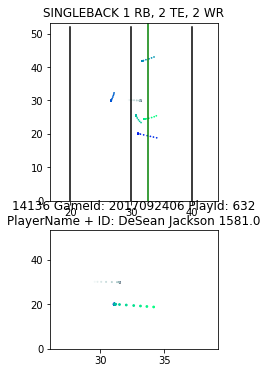 SINGLEBACK 1 RB, 2 TE, 2 WR
50
40
30
20
10
0
20 30 40
14136 GameId: 2017092406 PlayId: 632
PlayerName + ID: DeSean Jackson 1581.0
40
20
0
30 35